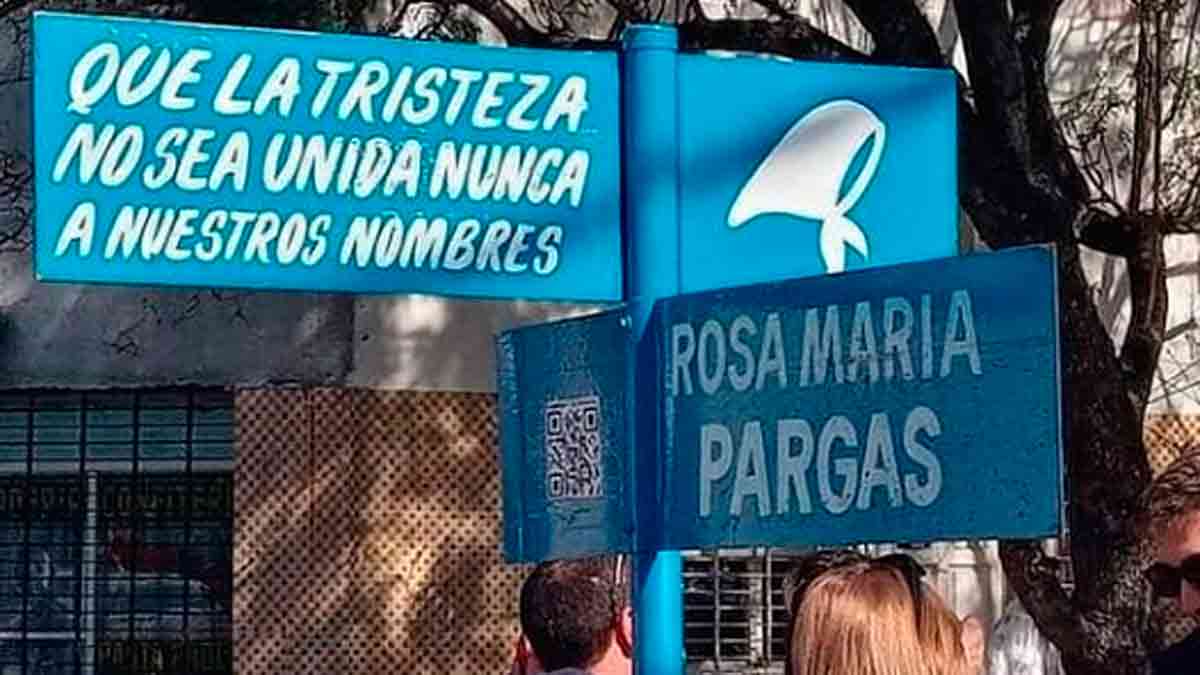 QUE LA TRISTEZA
NO SEA UNIDA NUNCA
A NUESTROS NOMBRES
ROSA MARIA
PARGAS